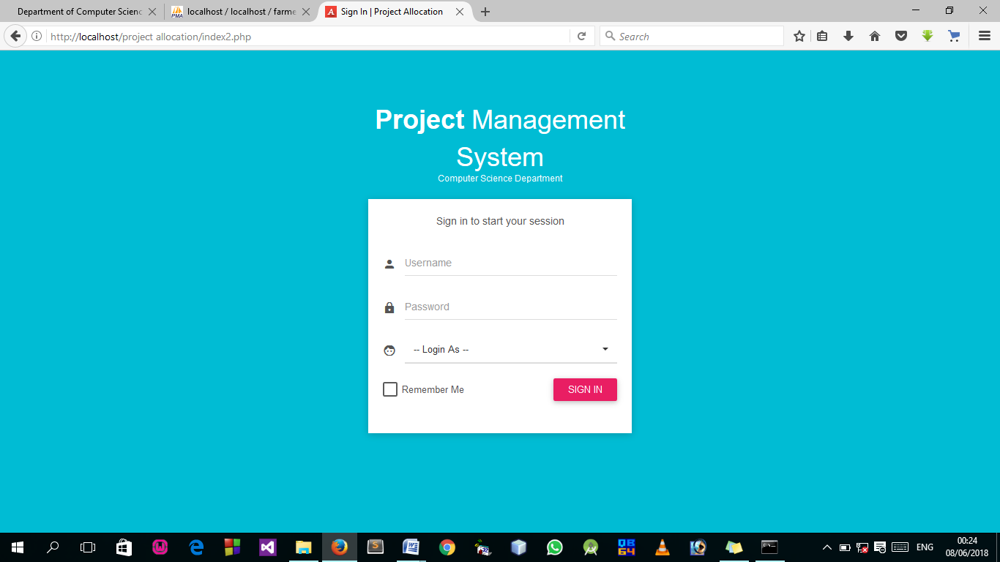 Department of Computer Scienc
localhost / localhost / farme
Sign In | Project Allocation
http://localhost/project allocation/index2.php
Search
Project Management
System
Computer Science Department
Sign in to start your session
Username
Password
-- Login As --
Remember Me
SIGN IN
ENG
00:24
08/06/2018